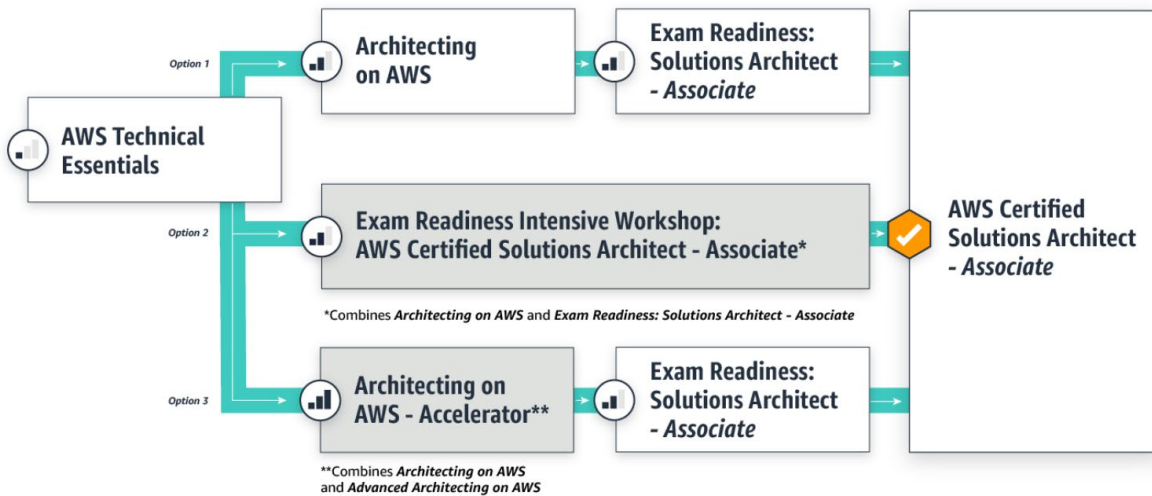 Option 1
Architecting
on AWS
Exam Readiness:
Solutions Architect
- Associate
AWS Technical
Essentials
Option 2
Exam Readiness Intensive Workshop:
AWS Certified Solutions Architect - Associate*
*Combines Architecting on AWS and Exam Readiness: Solutions Architect - Associate
AWS Certified
Solutions Architect
- Associate
Option 3
Architecting on
AWS - Accelerator**
Exam Readiness:
Solutions Architect
- Associate
**Combines Architecting on AWS
and Advanced Architecting on AWS